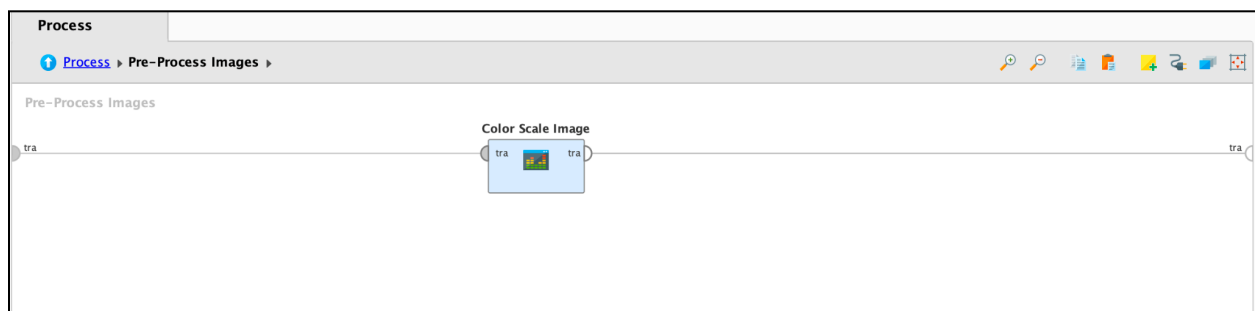 Process
Process ▸ Pre-Process Images ▸
Pre-Process Images
Color Scale Image
tra
tra
tra
tra